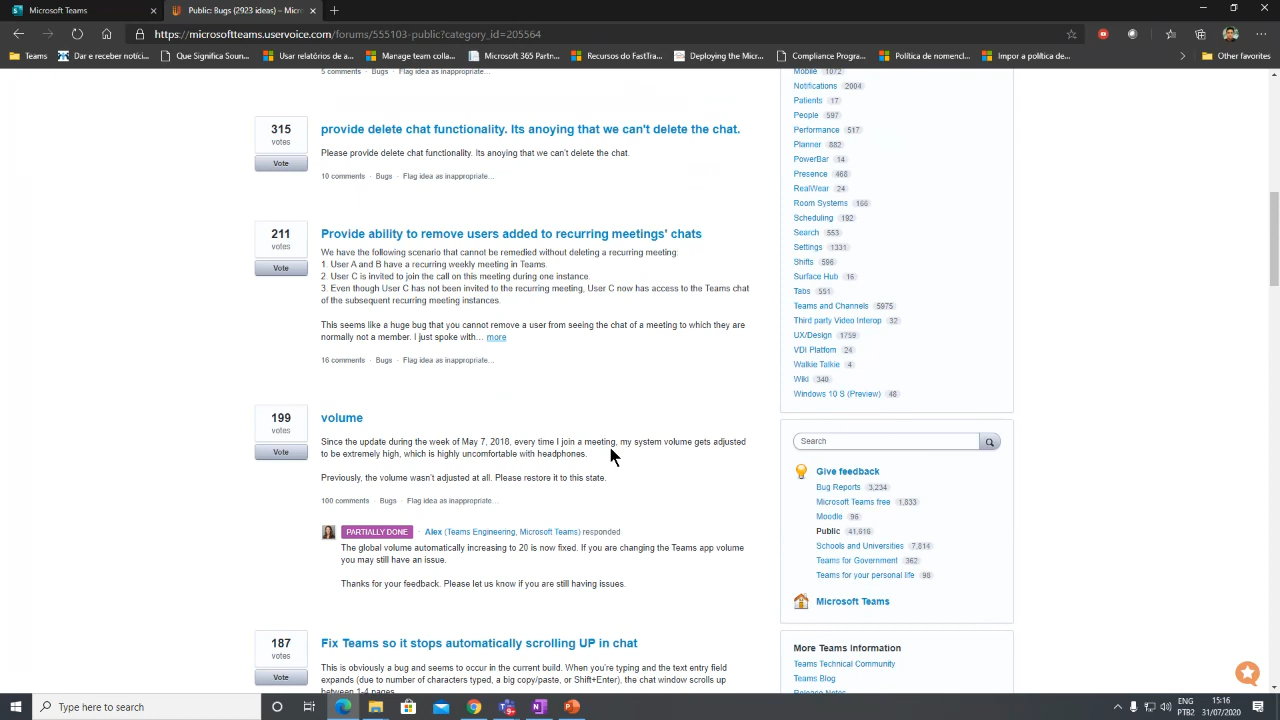 Microsoft Teams
Public Bugs (2923 ideas) – Micro
https://microsoftteams.uservoice.com/forums/555103-public?category_id=205564
Teams
Dar e receber notíci...
Que Significa Soun...
Usar relatórios de a...
Manage team colla...
Microsoft 365 Part...
Recursos do FastTra...
Deploying the Micr...
Compliance Progra...
Política de nomencl...
Impor a política de...
Other favorites
5 comments · Bugs · Flag idea as inappropriate…
315
votes
Vote
provide delete chat functionality. Its anoying that we can't delete the chat.
Please provide delete chat functionality. Its anoying that we can't delete the chat.
10 comments · Bugs · Flag idea as inappropriate…
211
votes
Vote
Provide ability to remove users added to recurring meetings' chats
We have the following scenario that cannot be remedied without deleting a recurring meeting:
1. User A and B have a recurring weekly meeting in Teams.
2. User C is invited to join the call on this meeting during one instance.
3. Even though User C has not been invited to the recurring meeting, User C now has access to the Teams chat
of the subsequent recurring meeting instances.
This seems like a huge bug that you cannot remove a user from seeing the chat of a meeting to which they are
normally not a member. I just spoke with… more
16 comments · Bugs · Flag idea as inappropriate…
199
votes
Vote
volume
Since the update during the week of May 7, 2018, every time I join a meeting, my system volume gets adjusted
to be extremely high, which is highly uncomfortable with headphones.
Previously, the volume wasn't adjusted at all. Please restore it to this state.
100 comments · Bugs · Flag idea as inappropriate…
PARTIALLY DONE · Alex (Teams Engineering, Microsoft Teams) responded
The global volume automatically increasing to 20 is now fixed. If you are changing the Teams app volume
you may still have an issue.
Thanks for your feedback. Please let us know if you are still having issues.
187
votes
Vote
Fix Teams so it stops automatically scrolling UP in chat
This is obviously a bug and seems to occur in the current build. When you're typing and the text entry field
expands (due to number of characters typed, a big copy/paste, or Shift+Enter), the chat window scrolls up
between 1-4 pages
Mobile 1072
Notifications 2004
Patients 17
People 597
Performance 517
Planner 882
PowerBar 14
Presence 468
RealWear 24
Room Systems 166
Scheduling 192
Search 553
Settings 1331
Shifts 596
Surface Hub 16
Tabs 551
Teams and Channels 5975
Third party Video Interop 32
UX/Design 1759
VDI Platfom 24
Walkie Talkie 4
Wiki 340
Windows 10 S (Preview) 48
Search
Give feedback
Bug Reports 3,234
Microsoft Teams free 1,833
Moodle 96
Public 41,616
Schools and Universities 7,814
Teams for Government 362
Teams for your personal life 98
Microsoft Teams
More Teams Information
Teams Technical Community
Teams Blog
Release Notes
Type here to search
ENG
PTB2
15:16
31/07/2020